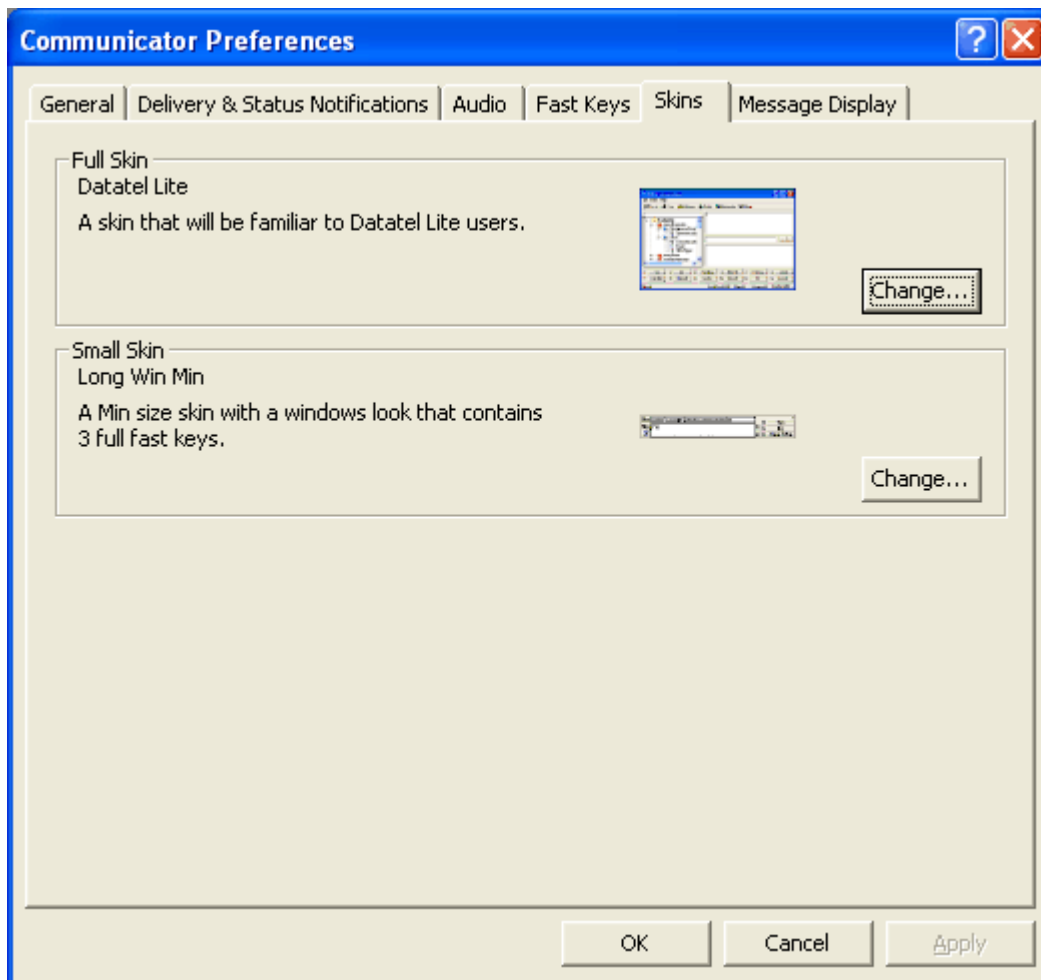 Communicator Preferences
General Delivery & Status Notifications Audio Fast Keys Skins Message Display
Full Skin
Datatel Lite
A skin that will be familiar to Datatel Lite users.
Change...
Small Skin
Long Win Min
A Min size skin with a windows look that contains
3 full fast keys.
Change...
OK Cancel Apply